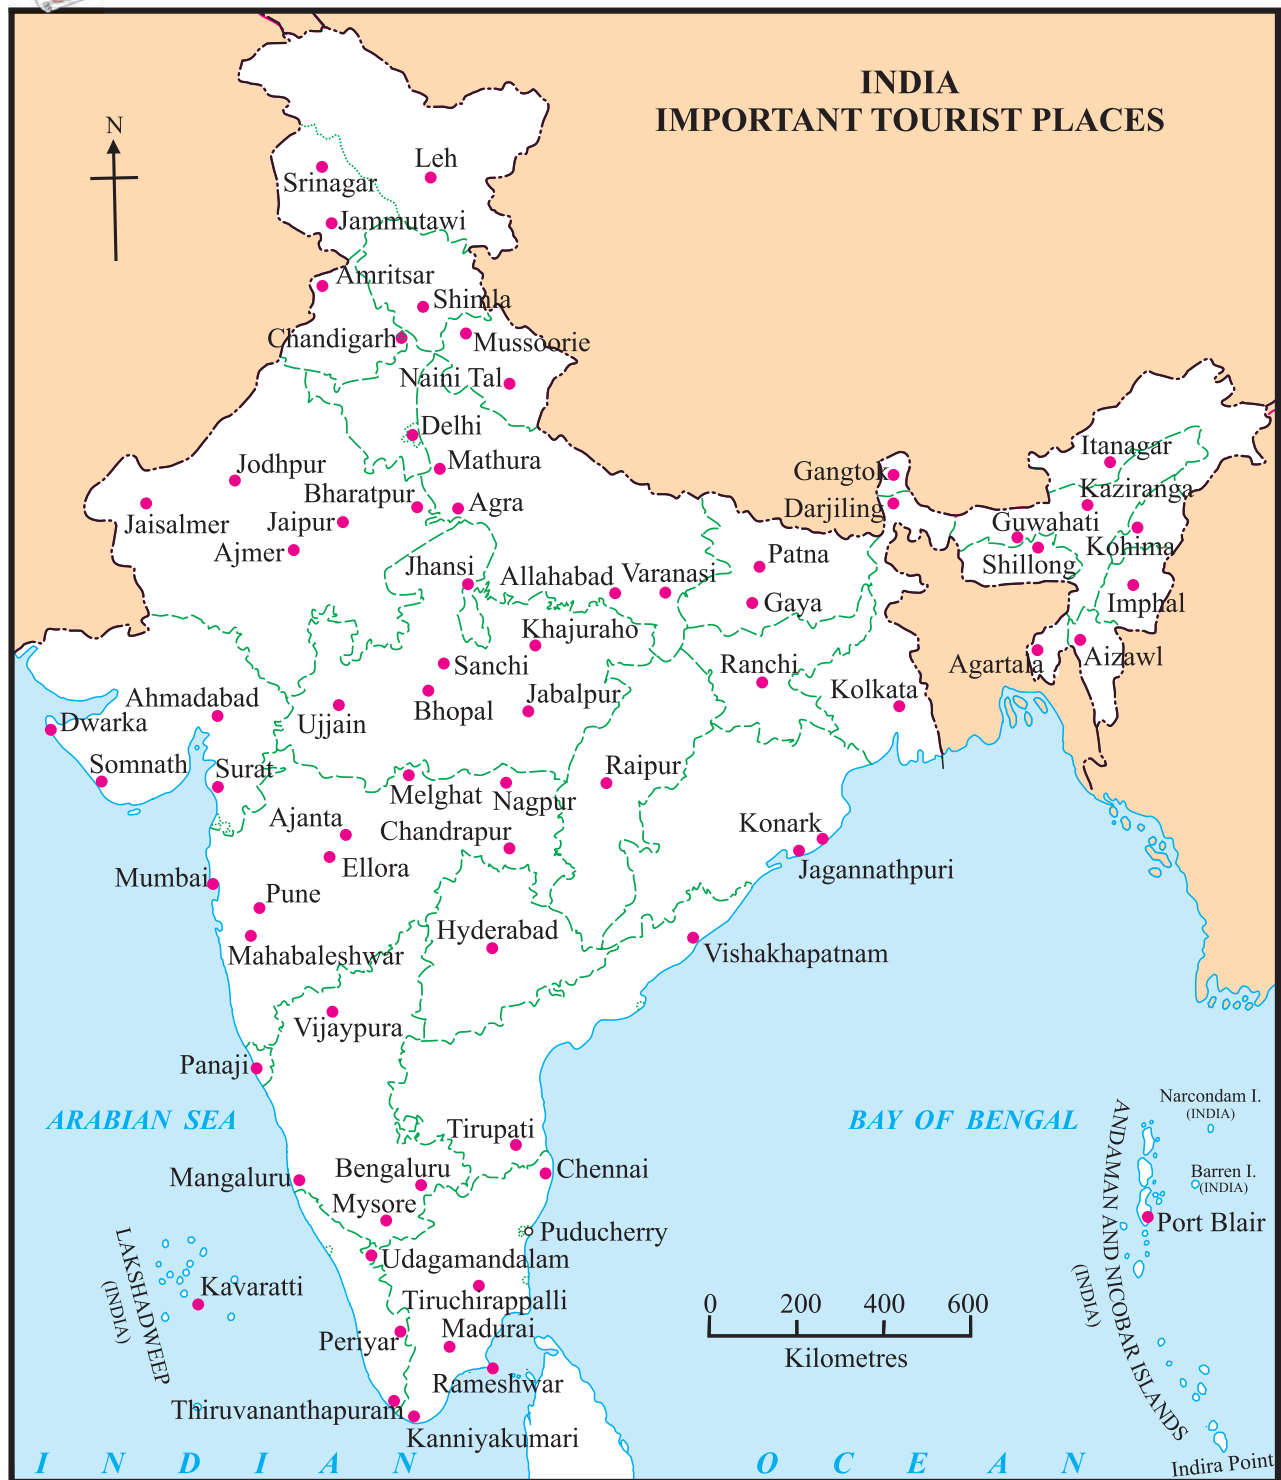 INDIA
IMPORTANT TOURIST PLACES
N
Leh
Srinagar
Jammutawi
Amritsar
Shimla
Chandigarh
Mussoorie
Naini Tal
Delhi
Mathura
Jodhpur
Bharatpur
Agra
Jaisalmer
Jaipur
Ajmer
Itanagar
Gangtok
Kaziranga
Darjiling
Guwahati
Kohima
Shillong
Patna
Jhansi
Allahabad
Varanasi
Gaya
Imphal
Khajuraho
Sanchi
Ranchi
Agartala
Aizawl
Ahmadabad
Jabalpur
Kolkata
Dwarka
Ujjain
Bhopal
Somnath
Surat
Raipur
Melghat
Nagpur
Ajanta
Chandrapur
Konark
Ellora
Jagannathpuri
Mumbai
Pune
Hyderabad
Mahabaleshwar
Vishakhapatnam
Vijaypura
Panaji
ARABIAN SEA
BAY OF BENGAL
Narcondam I.
(INDIA)
Tirupati
Bengaluru
Chennai
Mangaluru
Barren I.
(INDIA)
Mysore
Puducherry
Port Blair
Udagamandalam
ANDAMAN AND NICOBAR ISLANDS
(INDIA)
LAKSHADWEEP
(INDIA)
Kavaratti
Tiruchirappalli
0 200 400 600
Kilometres
Periyar
Madurai
Rameshwar
Thiruvananthapuram
Kanniyakumari
Indira Point
INDIAN OCEAN